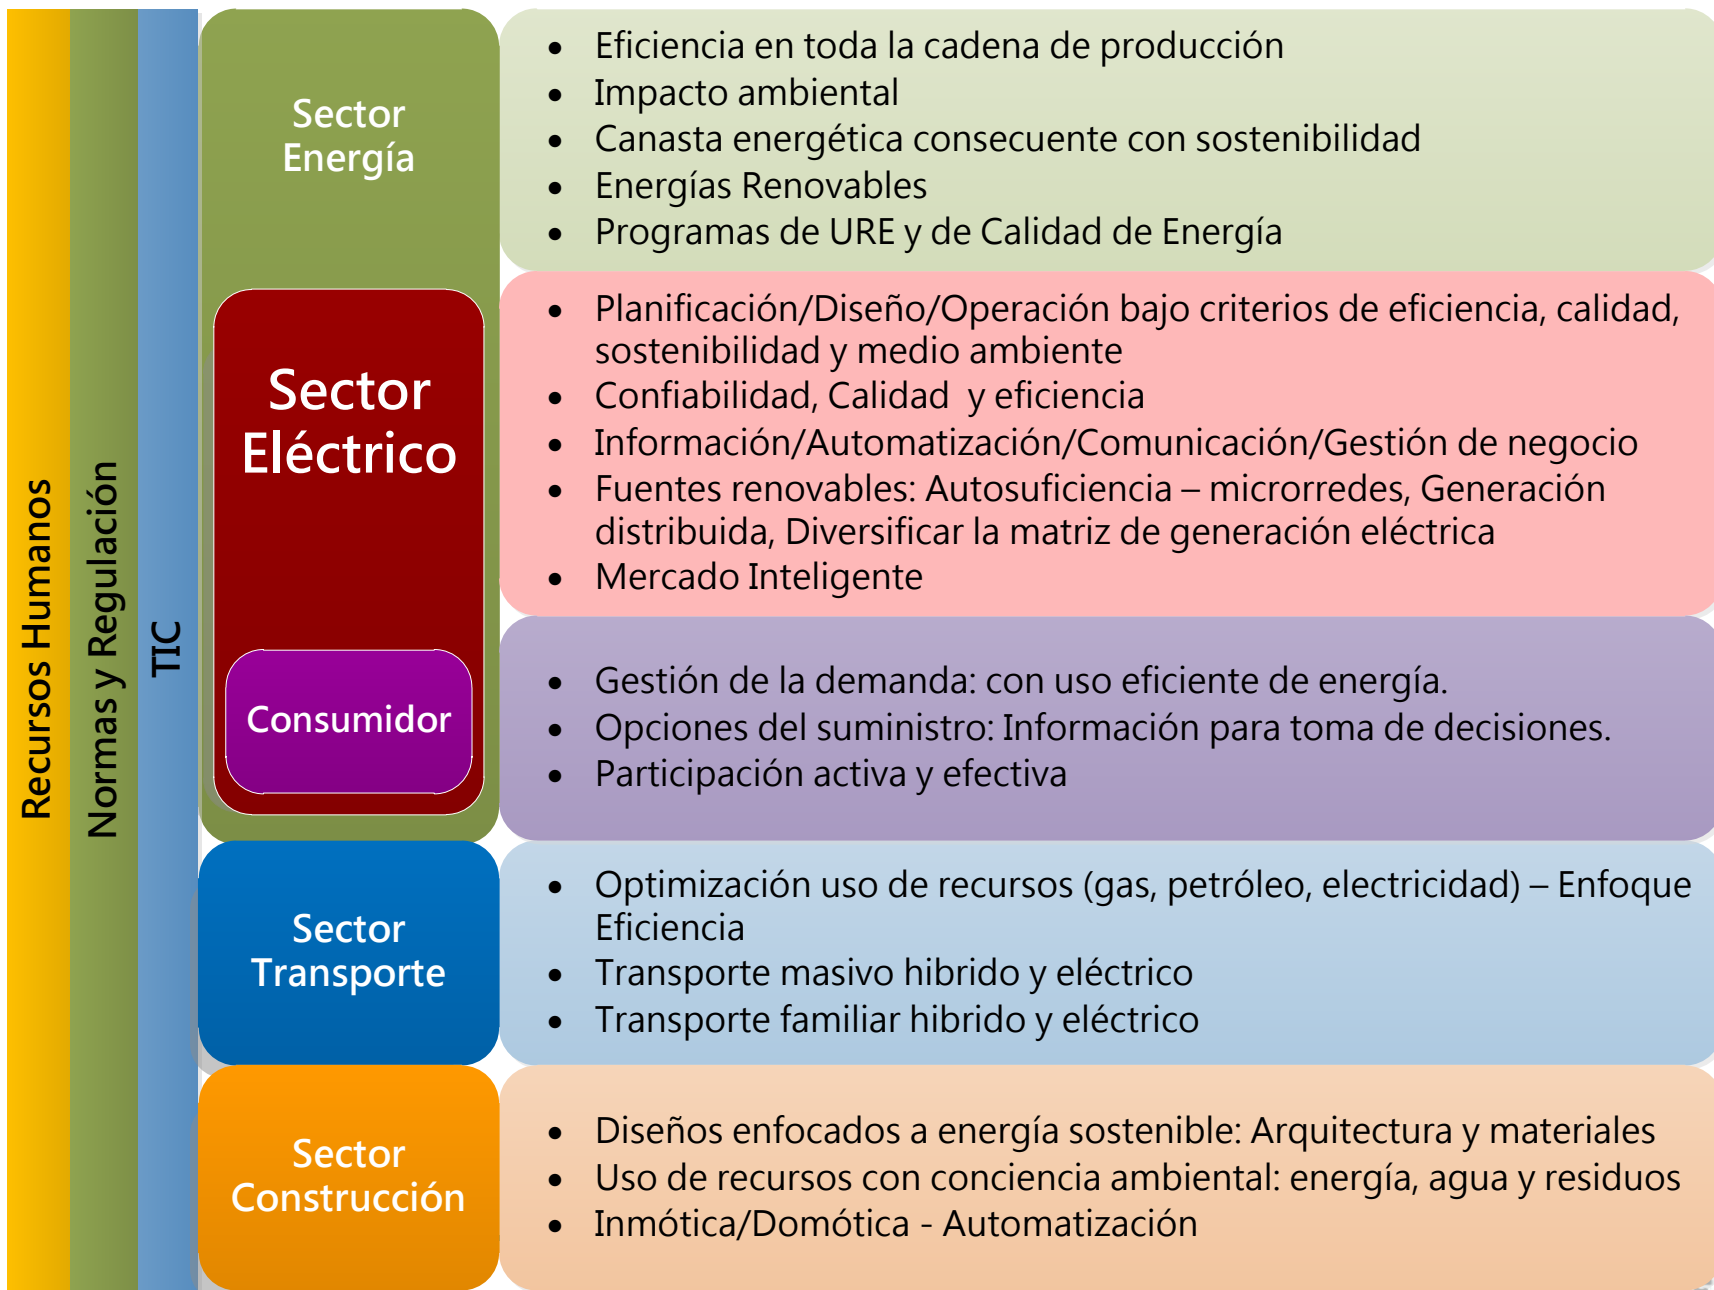 Recursos Humanos
Normas y Regulación
TIC
Sector
Energía
• Eficiencia en toda la cadena de producción
• Impacto ambiental
• Canasta energética consecuente con sostenibilidad
• Energías Renovables
• Programas de URE y de Calidad de Energía
Sector
Eléctrico
• Planificación/Diseño/Operación bajo criterios de eficiencia, calidad,
sostenibilidad y medio ambiente
• Confiabilidad, Calidad  y eficiencia
• Información/Automatización/Comunicación/Gestión de negocio
• Fuentes renovables: Autosuficiencia – microrredes, Generación
distribuida, Diversificar la matriz de generación eléctrica
• Mercado Inteligente
Consumidor
• Gestión de la demanda: con uso eficiente de energía.
• Opciones del suministro: Información para toma de decisiones.
• Participación activa y efectiva
Sector
Transporte
• Optimización uso de recursos (gas, petróleo, electricidad) – Enfoque
Eficiencia
• Transporte masivo hibrido y eléctrico
• Transporte familiar hibrido y eléctrico
Sector
Construcción
• Diseños enfocados a energía sostenible: Arquitectura y materiales
• Uso de recursos con conciencia ambiental: energía, agua y residuos
• Inmótica/Domótica - Automatización